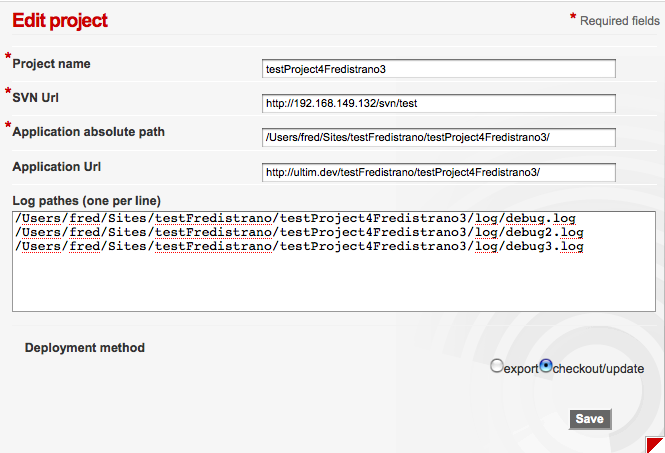 Edit project
* Required fields
* Project name
testProject4Fredistrano3
* SVN Url
http://192.168.149.132/svn/test
* Application absolute path
/Users/fred/Sites/testFredistrano/testProject4Fredistrano3/
Application Url
http://ultim.dev/testFredistrano/testProject4Fredistrano3/
Log pathes (one per line)
/Users/fred/Sites/testFredistrano/testProject4Fredistrano3/log/debug.log
/Users/fred/Sites/testFredistrano/testProject4Fredistrano3/log/debug2.log
/Users/fred/Sites/testFredistrano/testProject4Fredistrano3/log/debug3.log
Deployment method
export checkout/update
Save